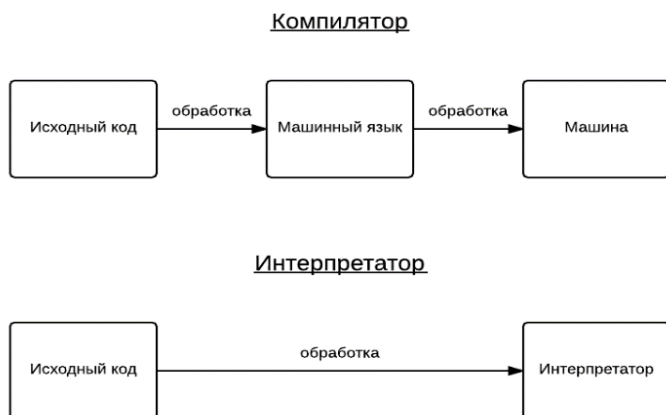 Компилятор
обработка
обработка
Исходный код
Машинный язык
Машина
Интерпретатор
обработка
Исходный код
Интерпретатор